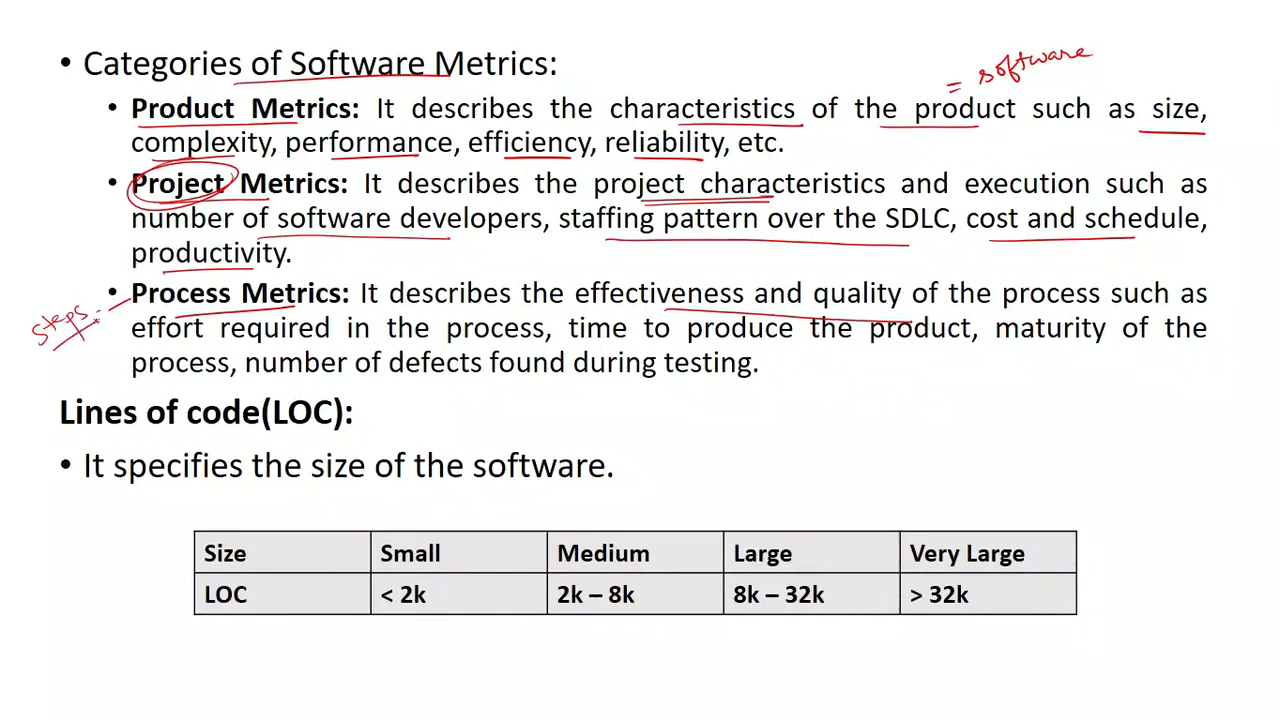 • Categories of Software Metrics:
= software
• Product Metrics: It describes the characteristics of the product such as size,
complexity, performance, efficiency, reliability, etc.
• Project Metrics: It describes the project characteristics and execution such as
number of software developers, staffing pattern over the SDLC, cost and schedule,
productivity.
Steps
• Process Metrics: It describes the effectiveness and quality of the process such as
effort required in the process, time to produce the product, maturity of the
process, number of defects found during testing.
Lines of code(LOC):
• It specifies the size of the software.
Size Small Medium Large Very Large
LOC < 2k 2k – 8k 8k – 32k > 32k